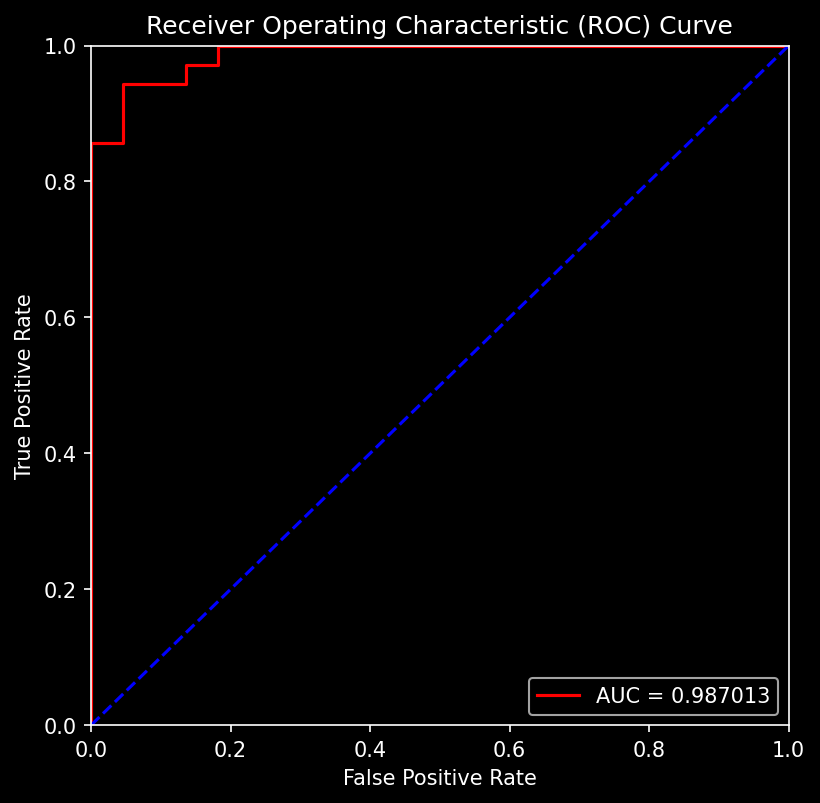 Receiver Operating Characteristic (ROC) Curve
1.0
0.8
0.6
0.4
0.2
0.0
True Positive Rate
AUC = 0.987013
0.0 0.2 0.4 0.6 0.8 1.0
False Positive Rate